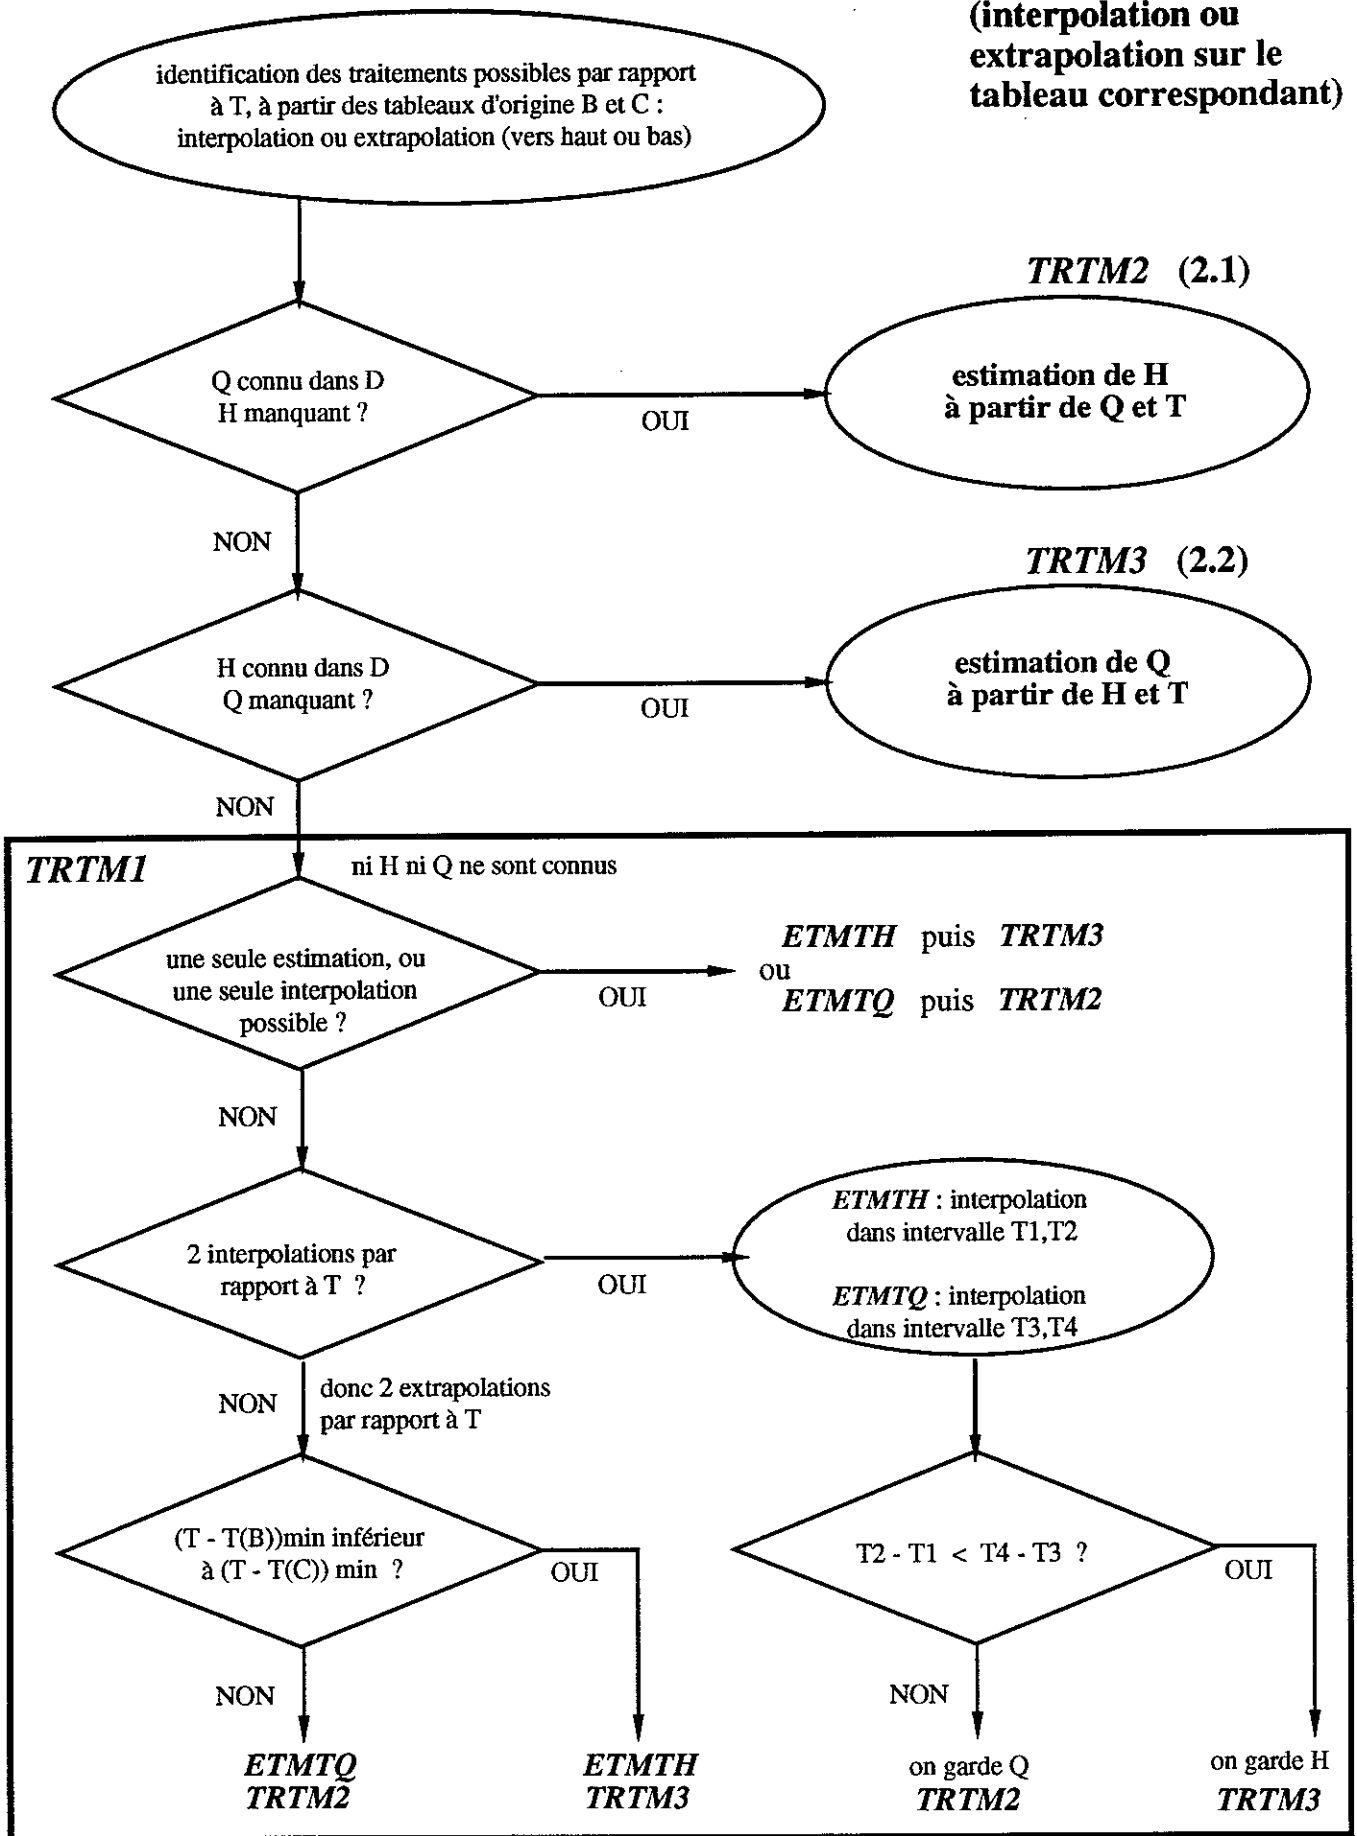 (interpolation ou
extrapolation sur le
tableau correspondant)
identification des traitements possibles par rapport
à T, à partir des tableaux d'origine B et C :
interpolation ou extrapolation (vers haut ou bas)
TRTM2 (2.1)
Q connu dans D
H manquant ?
OUI
estimation de H
à partir de Q et T
NON
TRTM3 (2.2)
H connu dans D
Q manquant ?
OUI
estimation de Q
à partir de H et T
NON
TRTM1
ni H ni Q ne sont connus
une seule estimation, ou
une seule interpolation
possible ?
OUI
ETMTH puis TRTM3
ou
ETMTQ puis TRTM2
NON
2 interpolations par
rapport à T ?
OUI
ETMTH : interpolation
dans intervalle T1,T2
ETMTQ : interpolation
dans intervalle T3,T4
NON
donc 2 extrapolations
par rapport à T
(T - T(B))min inférieur
à (T - T(C)) min ?
OUI
T2 - T1 < T4 - T3 ?
OUI
NON
NON
ETMTQ
TRTM2
ETMTH
TRTM3
on garde Q
TRTM2
on garde H
TRTM3